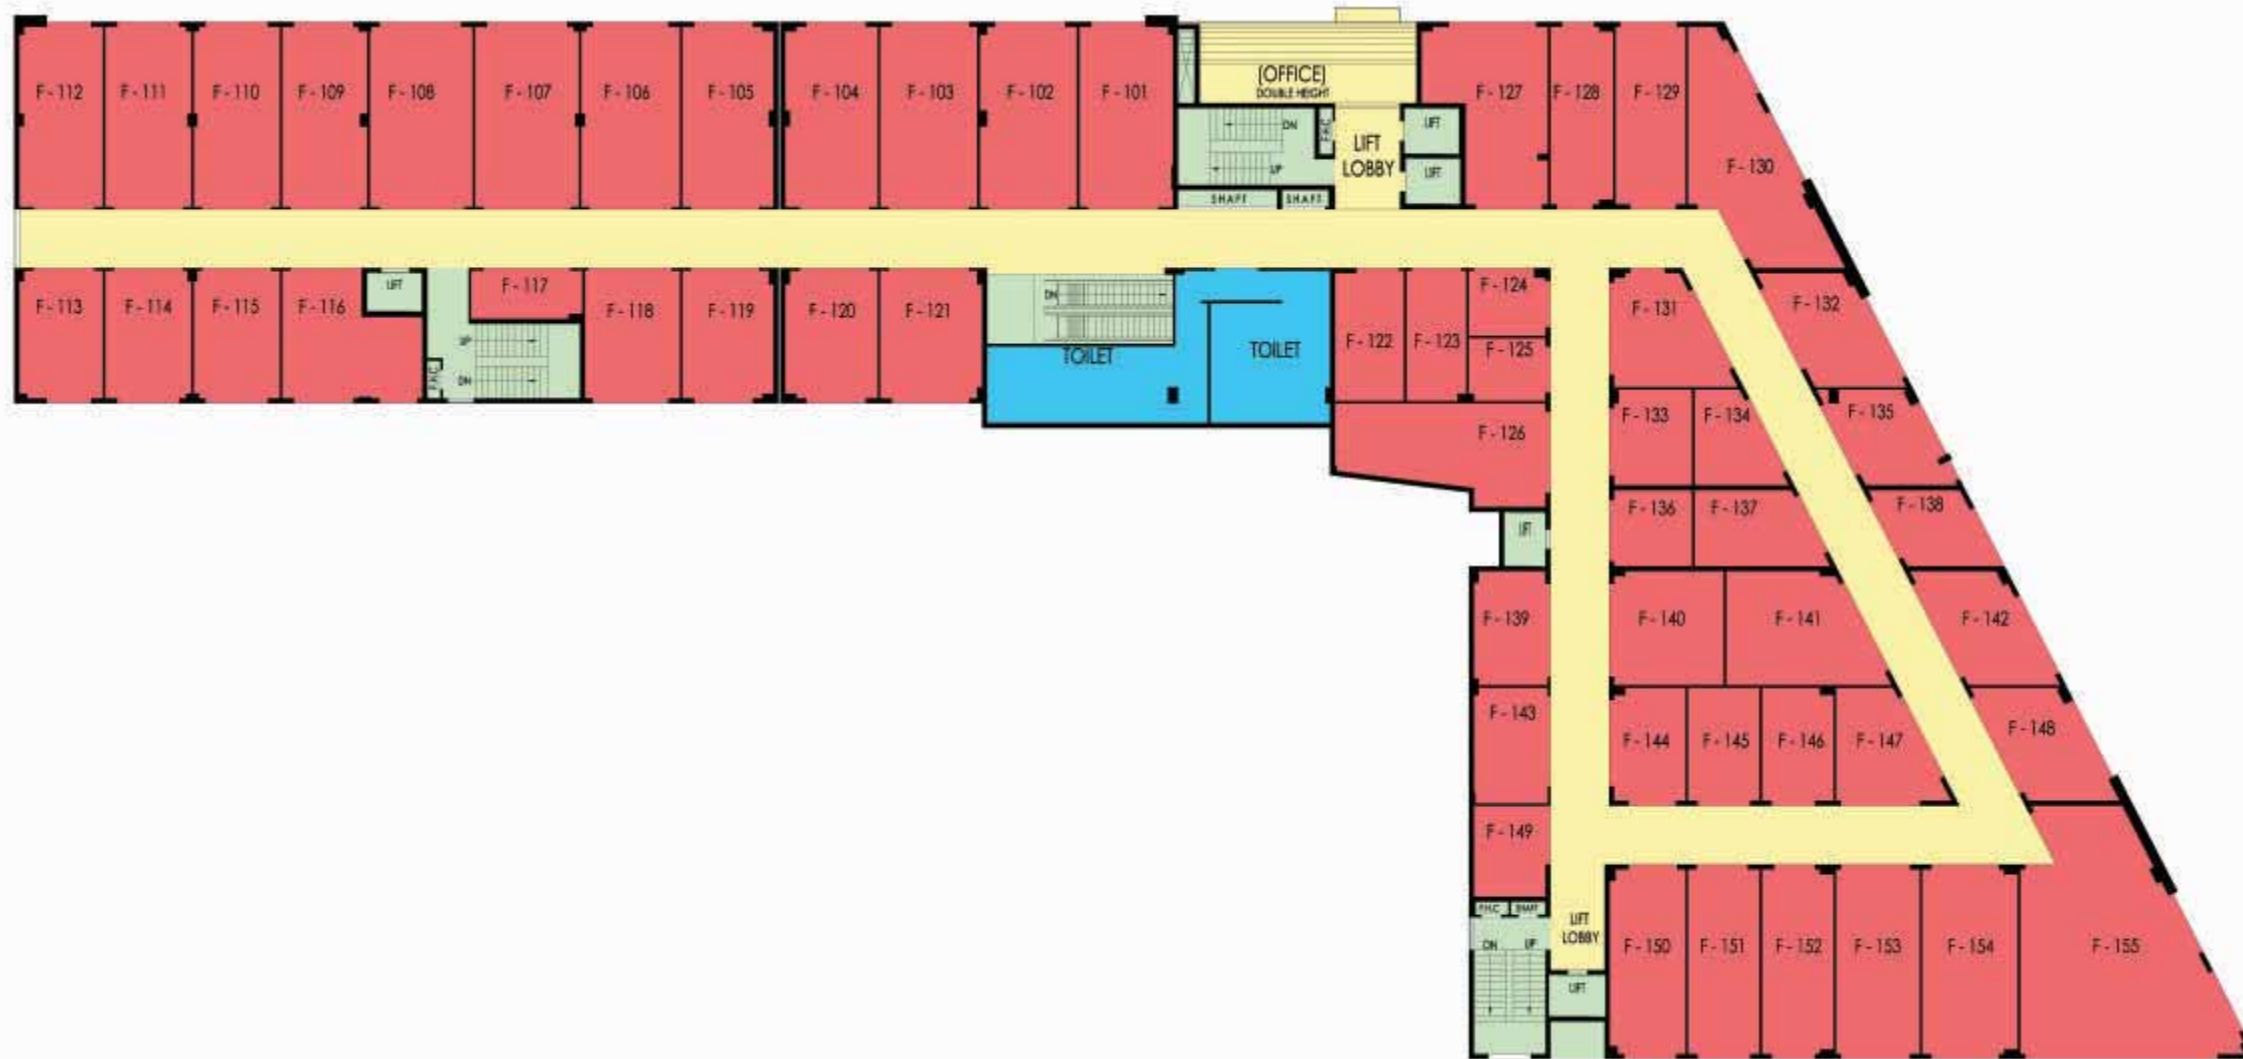 F - 112
F - 111
F - 110
F - 109
F - 108
F - 107
F - 106
F - 105
F - 104
F - 103
F - 102
F - 101
(OFFICE)
DOUBLE HEIGHT
F - 127
F - 128
F - 129
F - 130
DN
UP
F.H.C
LIFT
LOBBY
LIFT
LIFT
SHAFT
SHAFT
F - 113
F - 114
F - 115
F - 116
LIFT
F - 117
UP
DN
F.H.C
F - 118
F - 119
F - 120
F - 121
DN
TOILET
TOILET
F - 122
F - 123
F - 124
F - 125
F - 126
F - 131
F - 132
F - 133
F - 134
F - 135
F - 136
F - 137
F - 138
LIFT
F - 139
F - 140
F - 141
F - 142
F - 143
F - 144
F - 145
F - 146
F - 147
F - 148
F - 149
F.H.C
SHAFT
DN
UP
LIFT
LOBBY
LIFT
F - 150
F - 151
F - 152
F - 153
F - 154
F - 155